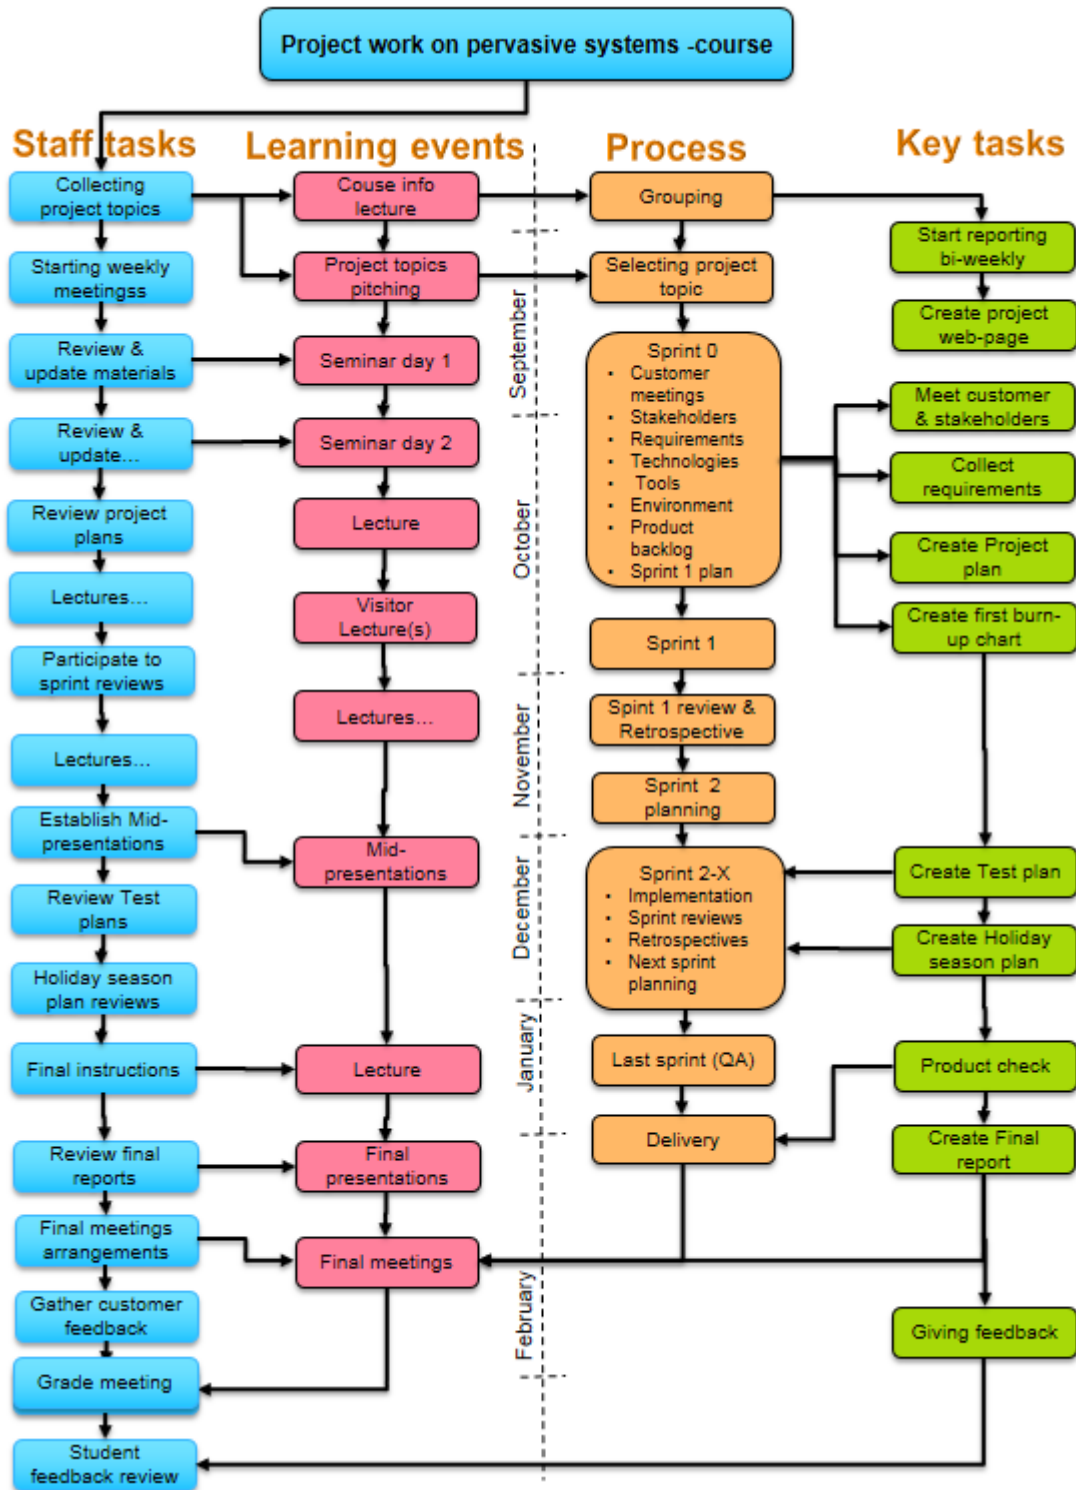 Project work on pervasive systems -course
Staff tasks
Learning events
Process
Key tasks
Collecting
project topics
Starting weekly
meetingss
Review &
update materials
Review &
update...
Review project
plans
Lectures...
Participate to
sprint reviews
Lectures...
Establish Mid-
presentations
Review Test
plans
Holiday season
plan reviews
Final instructions
Review final
reports
Final meetings
arrangements
Gather customer
feedback
Grade meeting
Student
feedback review
Couse info
lecture
Project topics
pitching
Seminar day 1
Seminar day 2
Lecture
Visitor
Lecture(s)
Lectures...
Mid-
presentations
Lecture
Final
presentations
Final meetings
September
October
November
December
January
February
Grouping
Selecting project
topic
Sprint 0
• Customer
meetings
• Stakeholders
• Requirements
• Technologies
• Tools
• Environment
• Product
backlog
• Sprint 1 plan
Sprint 1
Spint 1 review &
Retrospective
Sprint 2
planning
Sprint 2-X
• Implementation
• Sprint reviews
• Retrospectives
• Next sprint
planning
Last sprint (QA)
Delivery
Start reporting
bi-weekly
Create project
web-page
Meet customer
& stakeholders
Collect
requirements
Create Project
plan
Create first burn-
up chart
Create Test plan
Create Holiday
season plan
Product check
Create Final
report
Giving feedback